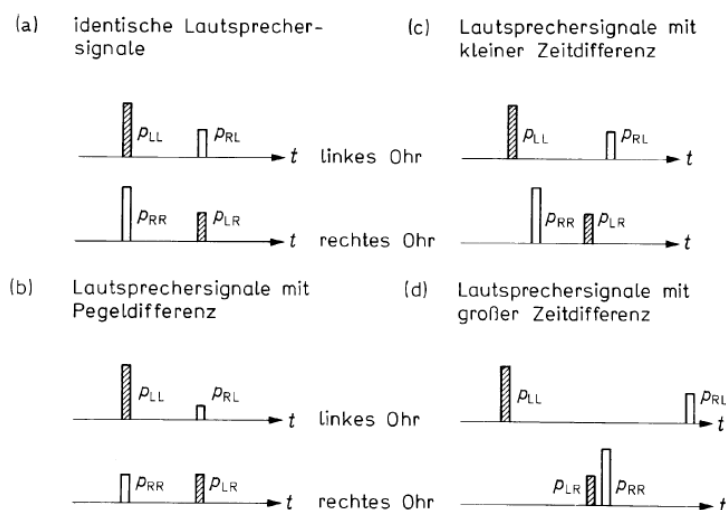 (a) identische Lautsprecher-
signale
p_LL p_RL t linkes Ohr
p_RR p_LR t rechtes Ohr
(c) Lautsprechersignale mit
kleiner Zeitdifferenz
p_LL p_RL t
p_RR p_LR t
(b) Lautsprechersignale mit
Pegeldifferenz
p_LL p_RL t linkes Ohr
p_RR p_LR t rechtes Ohr
(d) Lautsprechersignale mit
großer Zeitdifferenz
p_LL p_RL t
p_LR p_RR t